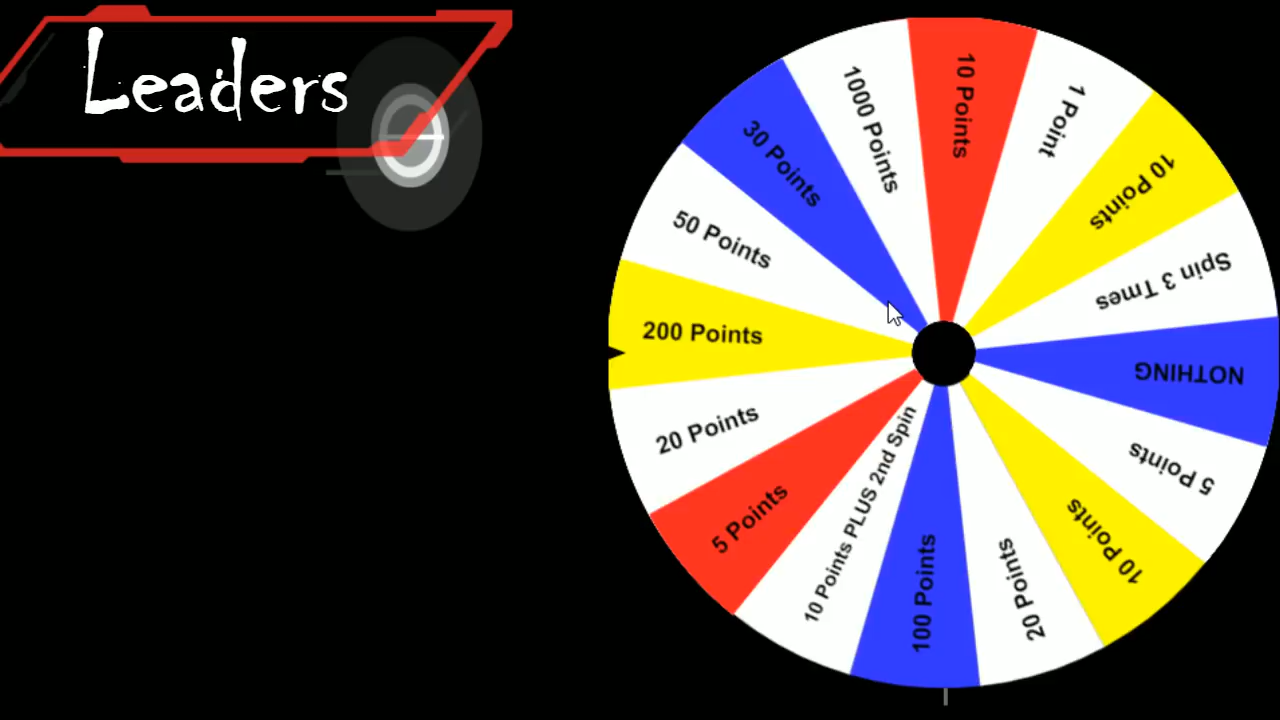 Leaders
10 Points
1 Point
10 Points
Spin 3 Tmes
NOTHING
5 Points
10 Points
20 Points
100 Points
10 Points PLUS 2nd Spin
5 Points
20 Points
200 Points
50 Points
30 Points
1000 Points